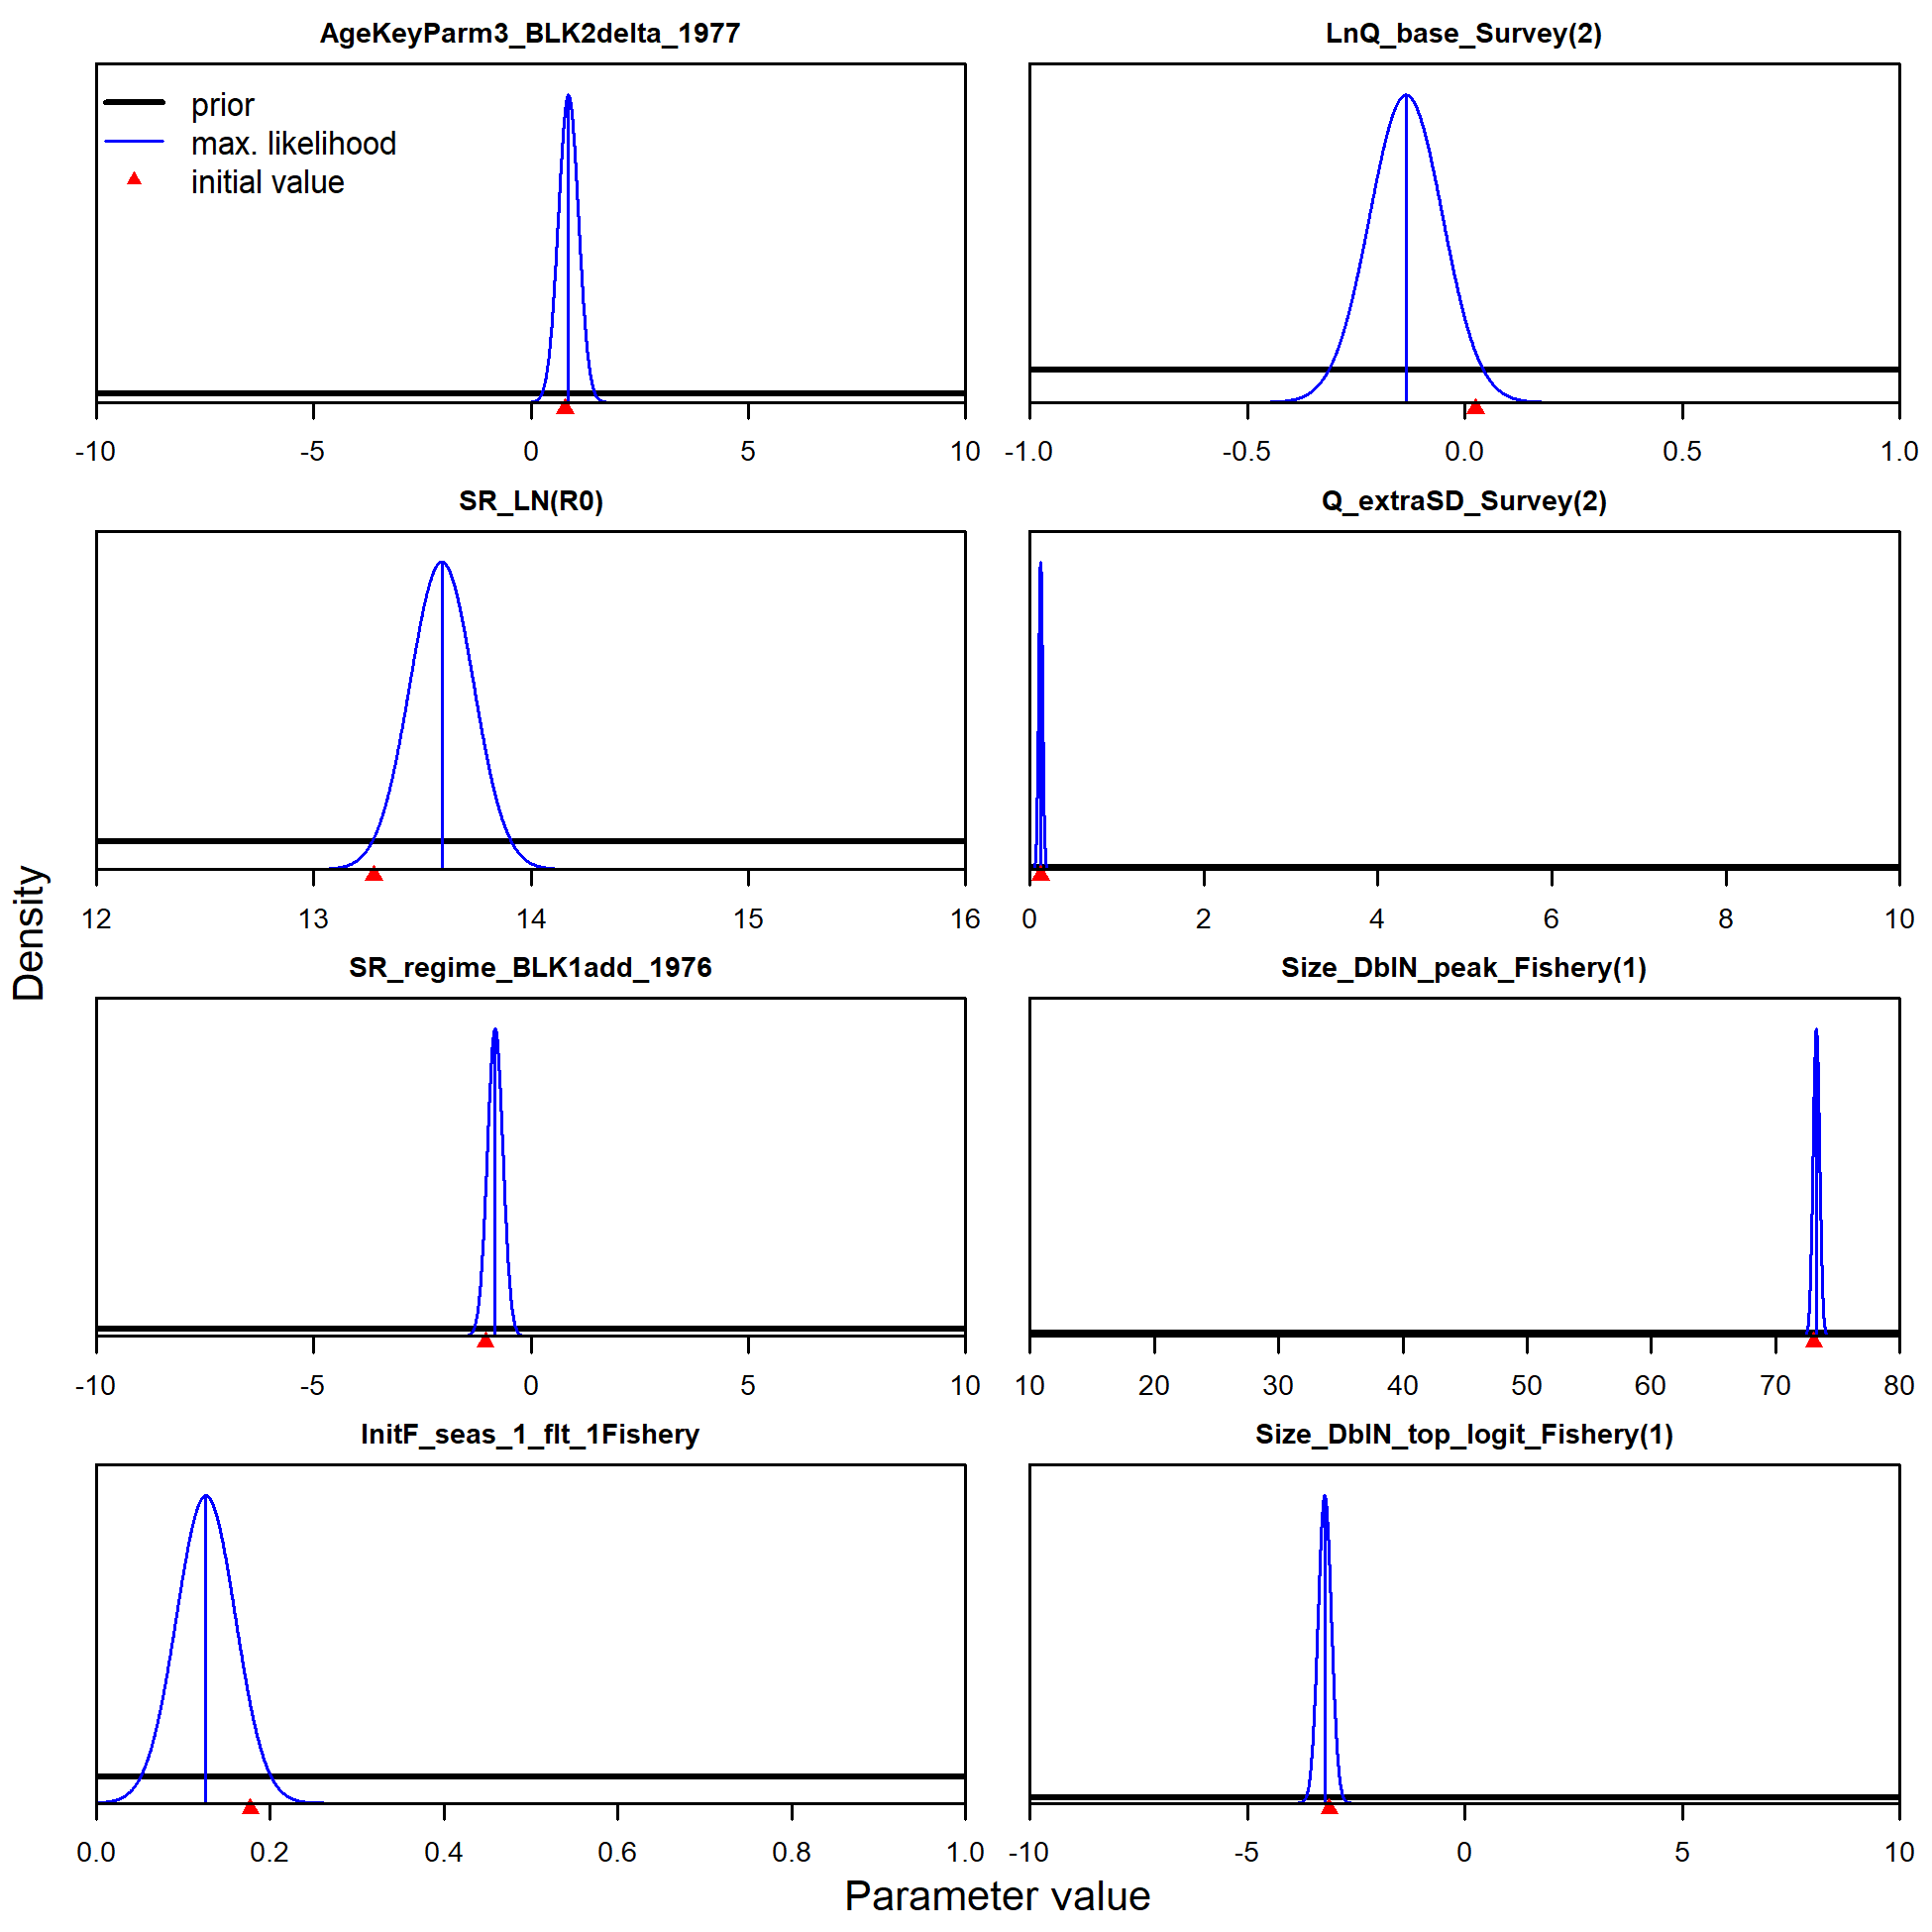 AgeKeyParm3_BLK2delta_1977
prior
max. likelihood
initial value
-10 -5 0 5 10
LnQ_base_Survey(2)
-1.0 -0.5 0.0 0.5 1.0
SR_LN(R0)
12 13 14 15 16
Q_extraSD_Survey(2)
0 2 4 6 8 10
SR_regime_BLK1add_1976
-10 -5 0 5 10
Size_DblN_peak_Fishery(1)
10 20 30 40 50 60 70 80
InitF_seas_1_flt_1Fishery
0.0 0.2 0.4 0.6 0.8 1.0
Size_DblN_top_logit_Fishery(1)
-10 -5 0 5 10
Density
Parameter value